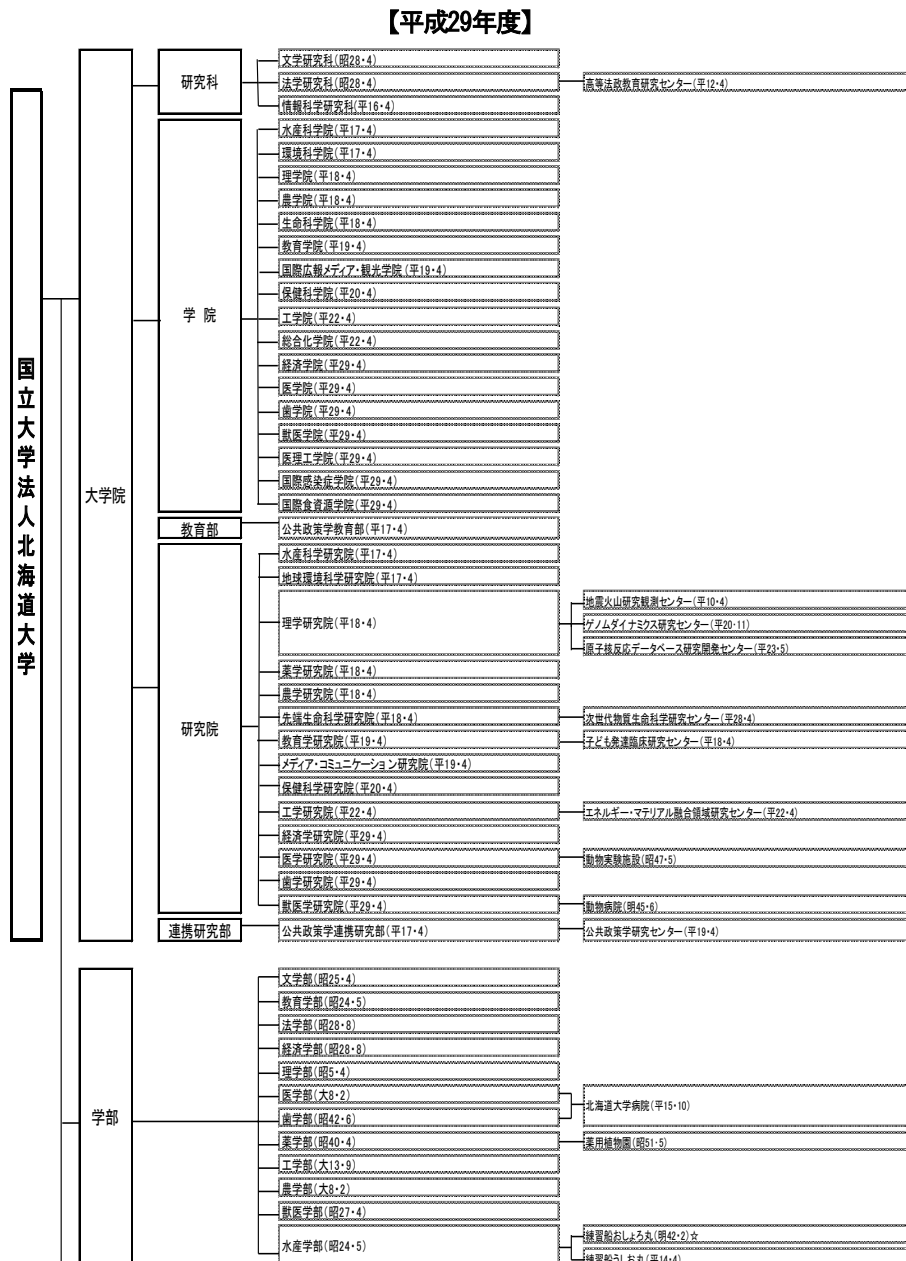 【平成29年度】
国立大学法人北海道大学
大学院
研究科
文学研究科(昭28・4)
法学研究科(昭28・4)
高等法政教育研究センター(平12・4)
情報科学研究科(平16・4)
学 院
水産科学院(平17・4)
環境科学院(平17・4)
理学院(平18・4)
農学院(平18・4)
生命科学院(平18・4)
教育学院(平19・4)
国際広報メディア・観光学院(平19・4)
保健科学院(平20・4)
工学院(平22・4)
総合化学院(平22・4)
経済学院(平29・4)
医学院(平29・4)
歯学院(平29・4)
獣医学院(平29・4)
医理工学院(平29・4)
国際感染症学院(平29・4)
国際食資源学院(平29・4)
教育部
公共政策学教育部(平17・4)
研究院
水産科学研究院(平17・4)
地球環境科学研究院(平17・4)
理学研究院(平18・4)
地震火山研究観測センター(平10・4)
ゲノムダイナミクス研究センター(平20・11)
原子核反応データベース研究開発センター(平23・5)
薬学研究院(平18・4)
農学研究院(平18・4)
先端生命科学研究院(平18・4)
次世代物質生命科学研究センター(平28・4)
教育学研究院(平19・4)
子ども発達臨床研究センター(平18・4)
メディア・コミュニケーション研究院(平19・4)
保健科学研究院(平20・4)
工学研究院(平22・4)
エネルギー・マテリアル融合領域研究センター(平22・4)
経済学研究院(平29・4)
医学研究院(平29・4)
動物実験施設(昭47・5)
歯学研究院(平29・4)
獣医学研究院(平29・4)
動物病院(明45・6)
連携研究部
公共政策学連携研究部(平17・4)
公共政策学研究センター(平19・4)
学部
文学部(昭25・4)
教育学部(昭24・5)
法学部(昭28・8)
経済学部(昭28・8)
理学部(昭5・4)
医学部(大8・2)
歯学部(昭42・6)
北海道大学病院(平15・10)
薬学部(昭40・4)
薬用植物園(昭51・5)
工学部(大13・9)
農学部(大8・2)
獣医学部(昭27・4)
水産学部(昭24・5)
練習船おしょろ丸(明42・2)☆
練習船うしお丸(平14・4)